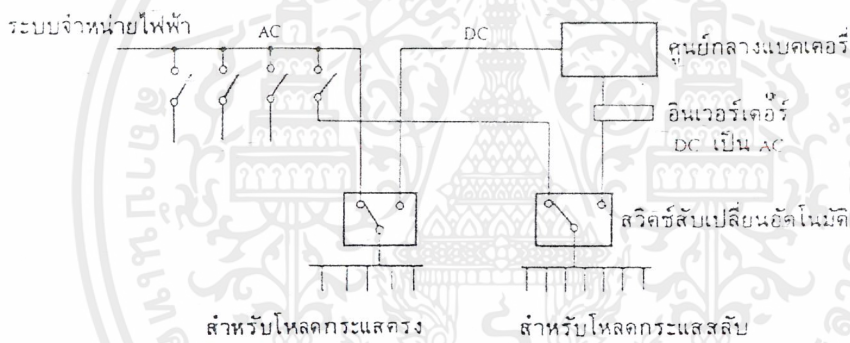 ระบบจำหน่ายไฟฟ้า
AC
DC
ศูนย์กลางแบตเตอรี่
อินเวอร์เตอร์
DC เป็น AC
สวิตช์สับเปลี่ยนอัตโนมัติ
สำหรับโหลดกระแสตรง
สำหรับโหลดกระแสสลับ